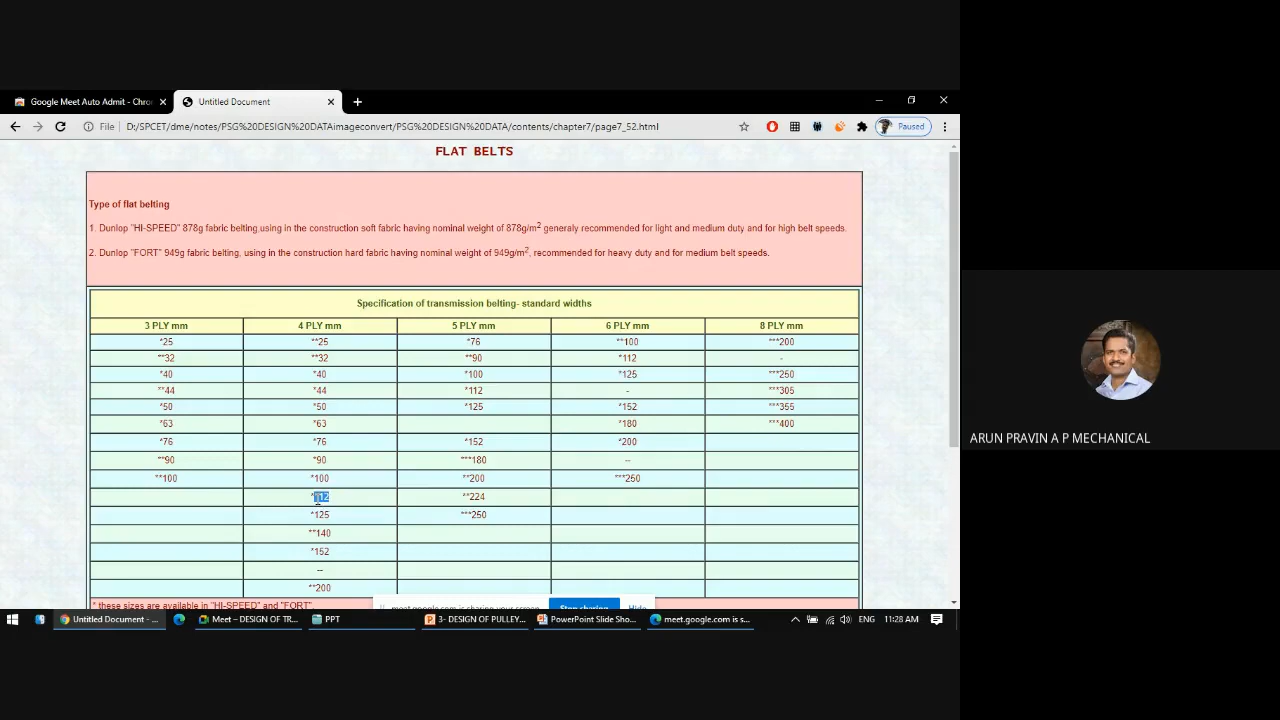 Google Meet Auto Admit - Chro
Untitled Document
File
D:/SPCET/dme/notes/PSG%20DESIGN%20DATAimageconvert/PSG%20DESIGN%20DATA/contents/chapter7/page7_52.html
Paused
FLAT BELTS
Type of flat belting
1. Dunlop "HI-SPEED" 878g fabric belting,using in the construction soft fabric having nominal weight of 878g/m2 generaly recommended for light and medium duty and for high belt speeds.
2. Dunlop "FORT" 949g fabric belting, using in the construction hard fabric having nominal weight of 949g/m2, recommended for heavy duty and for medium belt speeds.
Specification of transmission belting- standard widths
3 PLY mm 4 PLY mm 5 PLY mm 6 PLY mm 8 PLY mm
*25 **25 *76 **100 ***200
**32 **32 **90 *112 -
*40 *40 *100 *125 ***250
**44 *44 *112 - ***305
*50 *50 *125 *152 ***355
*63 *63 *180 ***400
*76 *76 *152 *200
**90 *90 ***180 --
**100 *100 **200 ***250
**224
*125 ***250
**140
*152
--
**200
* these sizes are available in "HI-SPEED" and "FORT".
meet.google.com is sharing your screen.
Stop sharing
Hide
ARUN PRAVIN A P MECHANICAL
Untitled Document - ...
Meet – DESIGN OF TR...
PPT
3- DESIGN OF PULLEY...
PowerPoint Slide Sho...
meet.google.com is s...
ENG
11:28 AM